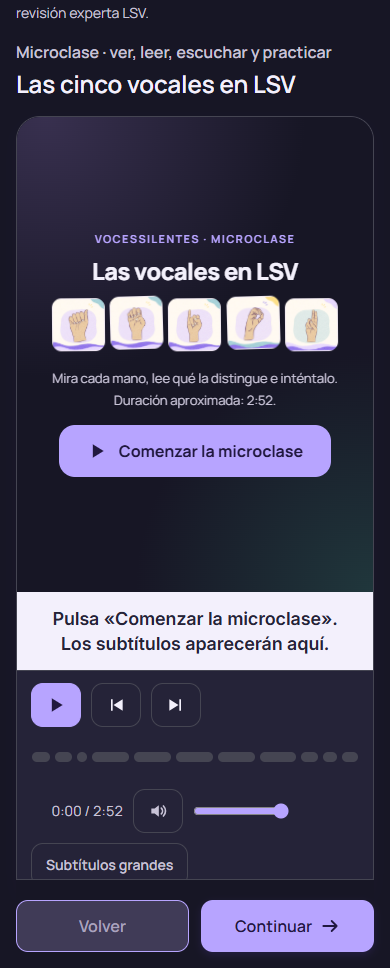 revisión experta LSV.
Microclase · ver, leer, escuchar y practicar
Las cinco vocales en LSV
VOCESSILENTES · MICROCLASE
Las vocales en LSV
Mira cada mano, lee qué la distingue e inténtalo.
Duración aproximada: 2:52.
Comenzar la microclase
Pulsa «Comenzar la microclase».
Los subtítulos aparecerán aquí.
0:00 / 2:52
Subtítulos grandes
Volver
Continuar →